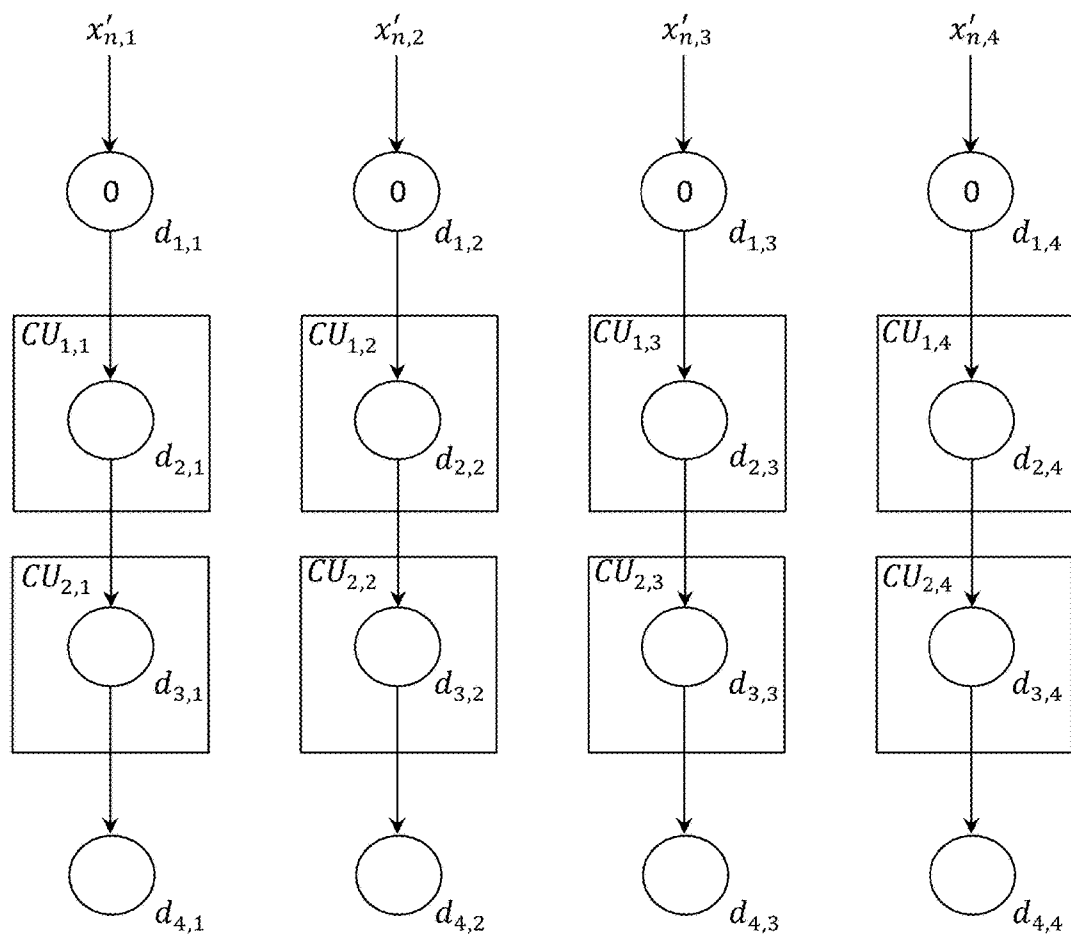 x′n,1 x′n,2 x′n,3 x′n,4
0 0 0 0
d1,1 d1,2 d1,3 d1,4
CU1,1 CU1,2 CU1,3 CU1,4
d2,1 d2,2 d2,3 d2,4
CU2,1 CU2,2 CU2,3 CU2,4
d3,1 d3,2 d3,3 d3,4
d4,1 d4,2 d4,3 d4,4